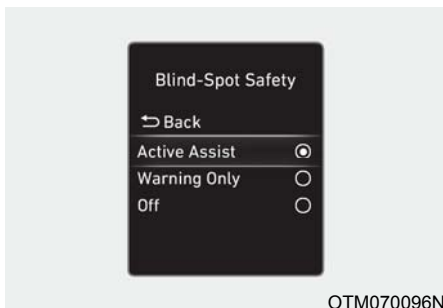 Blind-Spot Safety
Back
Active Assist
Warning Only
Off
OTM070096N